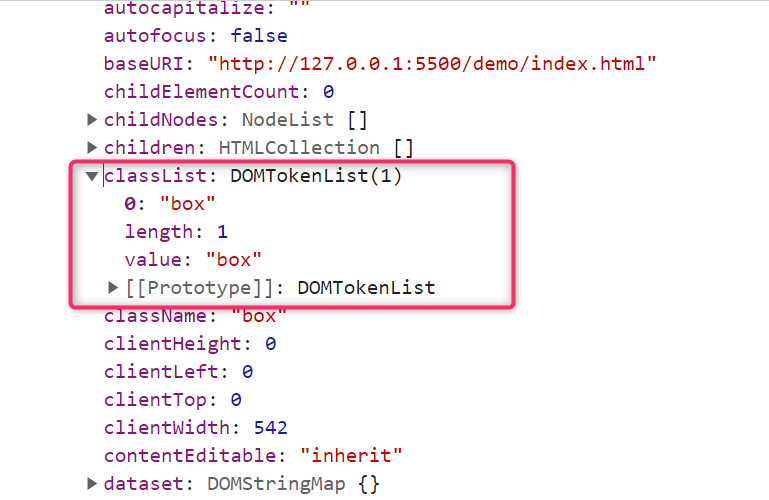 autocapitalize: ""
autofocus: false
baseURI: "http://127.0.0.1:5500/demo/index.html"
childElementCount: 0
childNodes: NodeList []
children: HTMLCollection []
classList: DOMTokenList(1)
0: "box"
length: 1
value: "box"
[[Prototype]]: DOMTokenList
className: "box"
clientHeight: 0
clientLeft: 0
clientTop: 0
clientWidth: 542
contentEditable: "inherit"
dataset: DOMStringMap {}